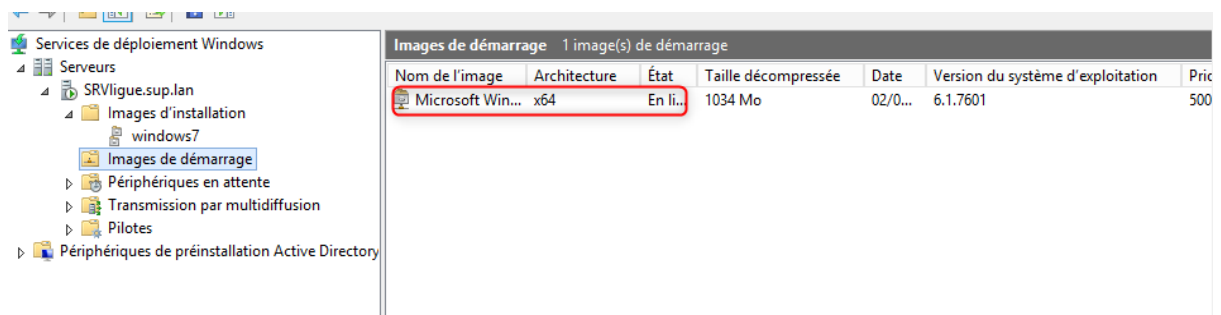 Services de déploiement Windows
Serveurs
SRVligue.sup.lan
Images d'installation
windows7
Images de démarrage
Périphériques en attente
Transmission par multidiffusion
Pilotes
Périphériques de préinstallation Active Directory
Images de démarrage 1 image(s) de démarrage
Nom de l'image Architecture État Taille décompressée Date Version du système d'exploitation Pric
Microsoft Win... x64 En li... 1034 Mo 02/0... 6.1.7601 500